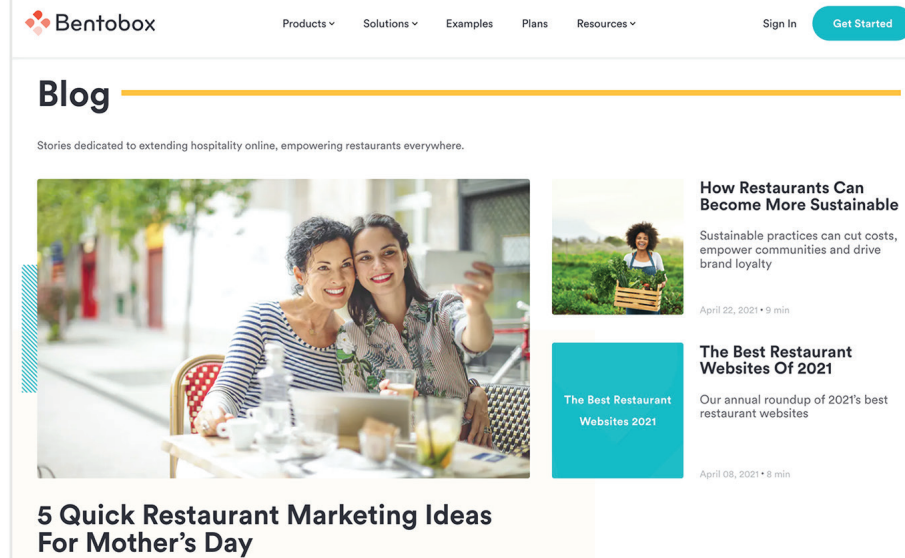 Bentobox
Products
Solutions
Examples
Plans
Resources
Sign In
Get Started
Blog
Stories dedicated to extending hospitality online, empowering restaurants everywhere.
5 Quick Restaurant Marketing Ideas
For Mother's Day
How Restaurants Can
Become More Sustainable
Sustainable practices can cut costs,
empower communities and drive
brand loyalty
April 22, 2021 • 9 min
The Best Restaurant
Websites 2021
The Best Restaurant
Websites Of 2021
Our annual roundup of 2021's best
restaurant websites
April 08, 2021 • 8 min